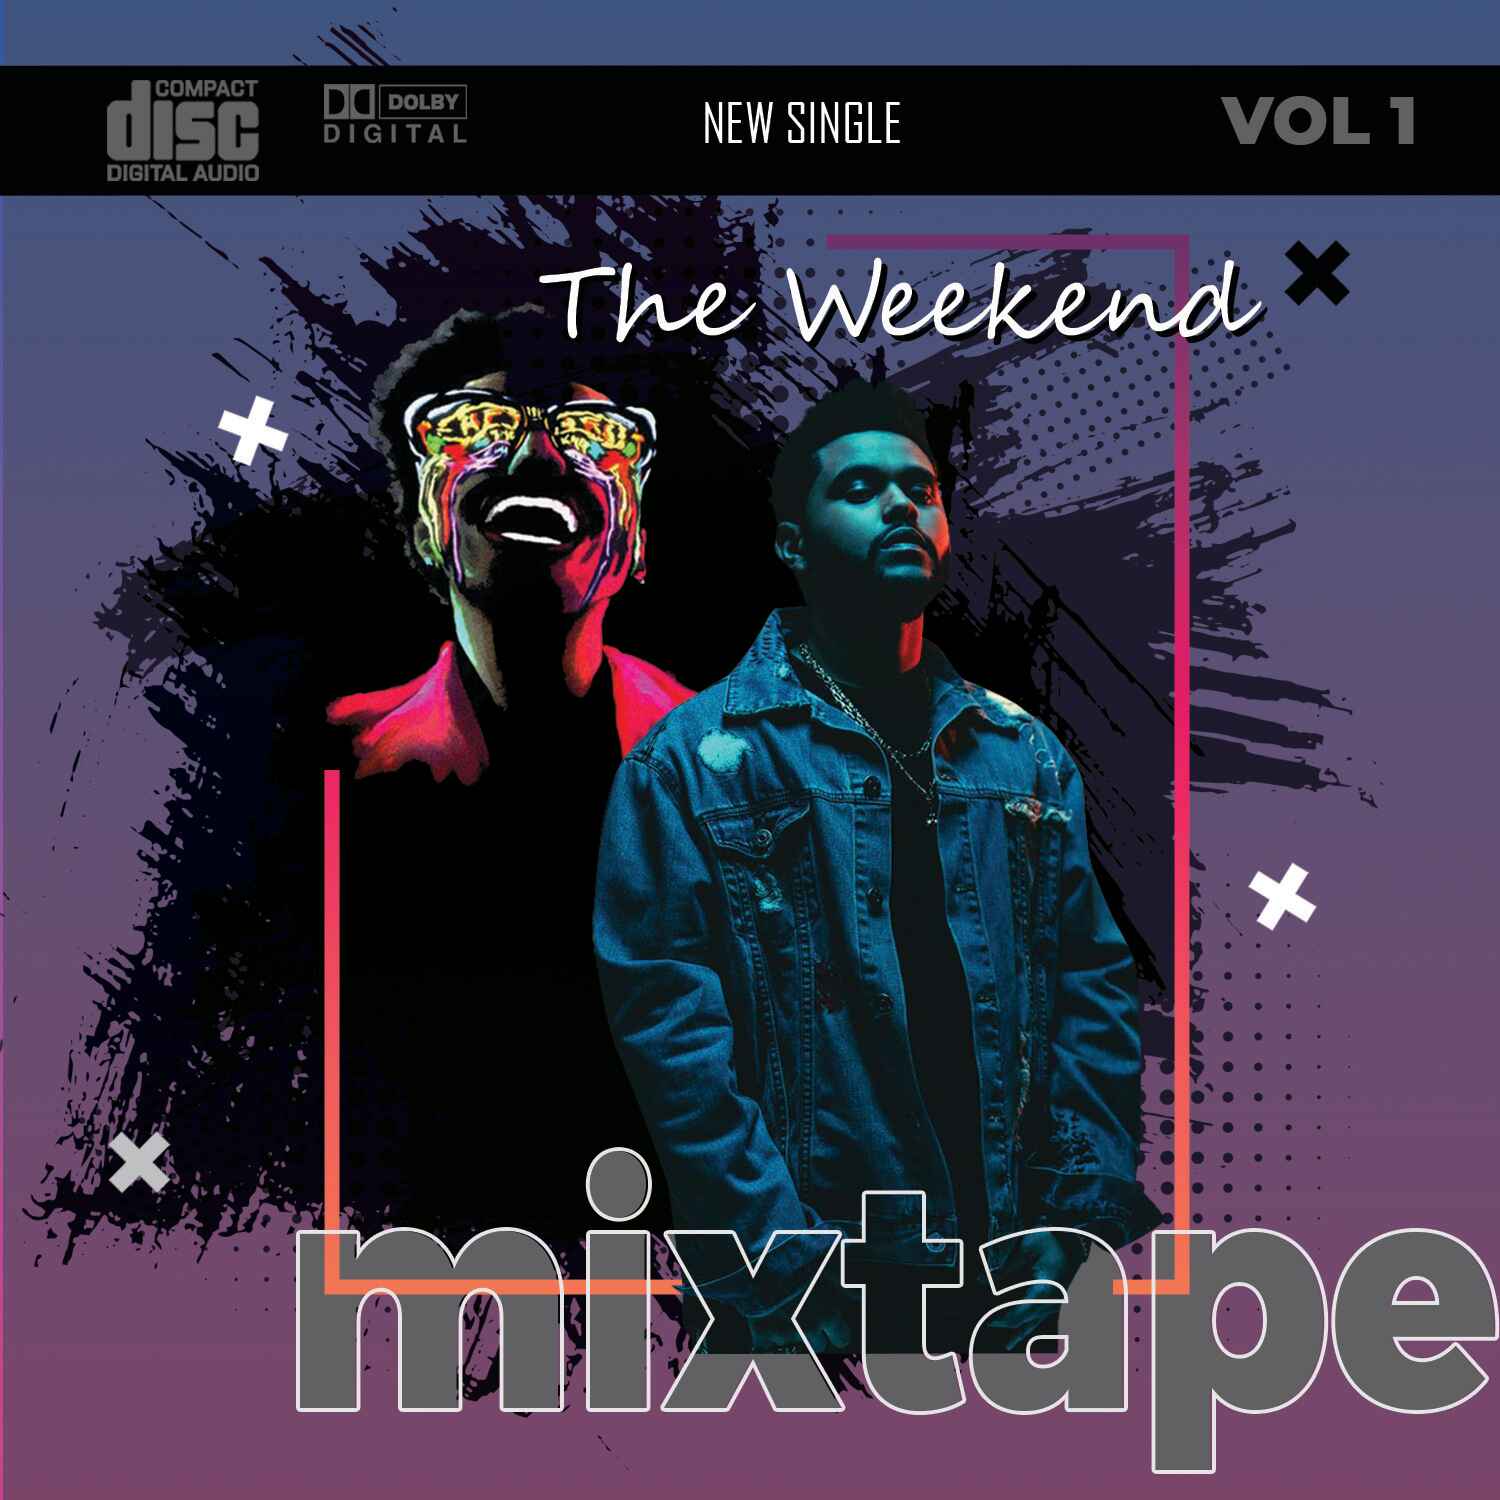 COMPACT
disc
DIGITAL AUDIO
DOLBY
DIGITAL
NEW SINGLE
VOL 1
The Weekend
mixtape